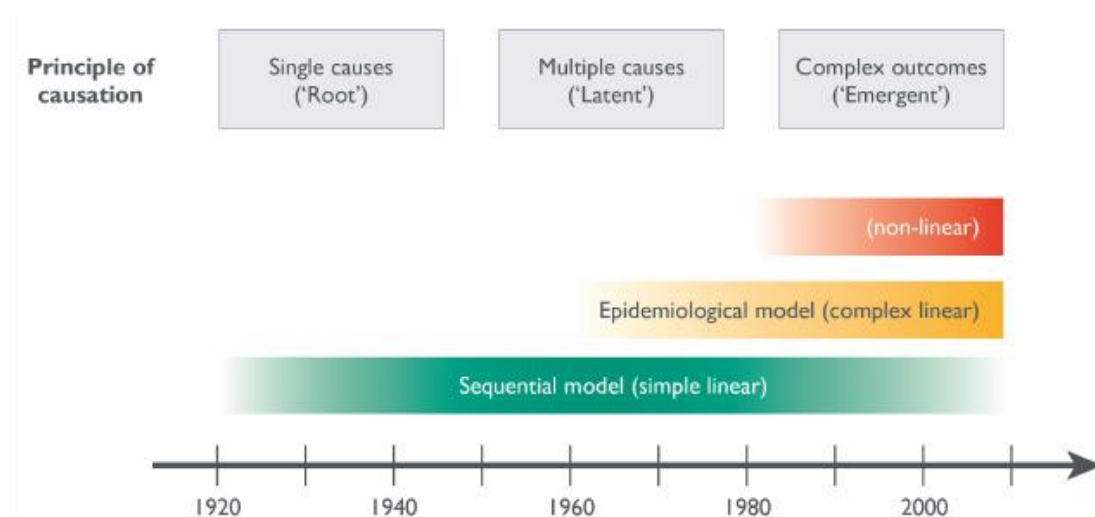 Principle of
causation
Single causes
(‘Root’)
Multiple causes
(‘Latent’)
Complex outcomes
(‘Emergent’)
(non-linear)
Epidemiological model (complex linear)
Sequential model (simple linear)
1920
1940
1960
1980
2000